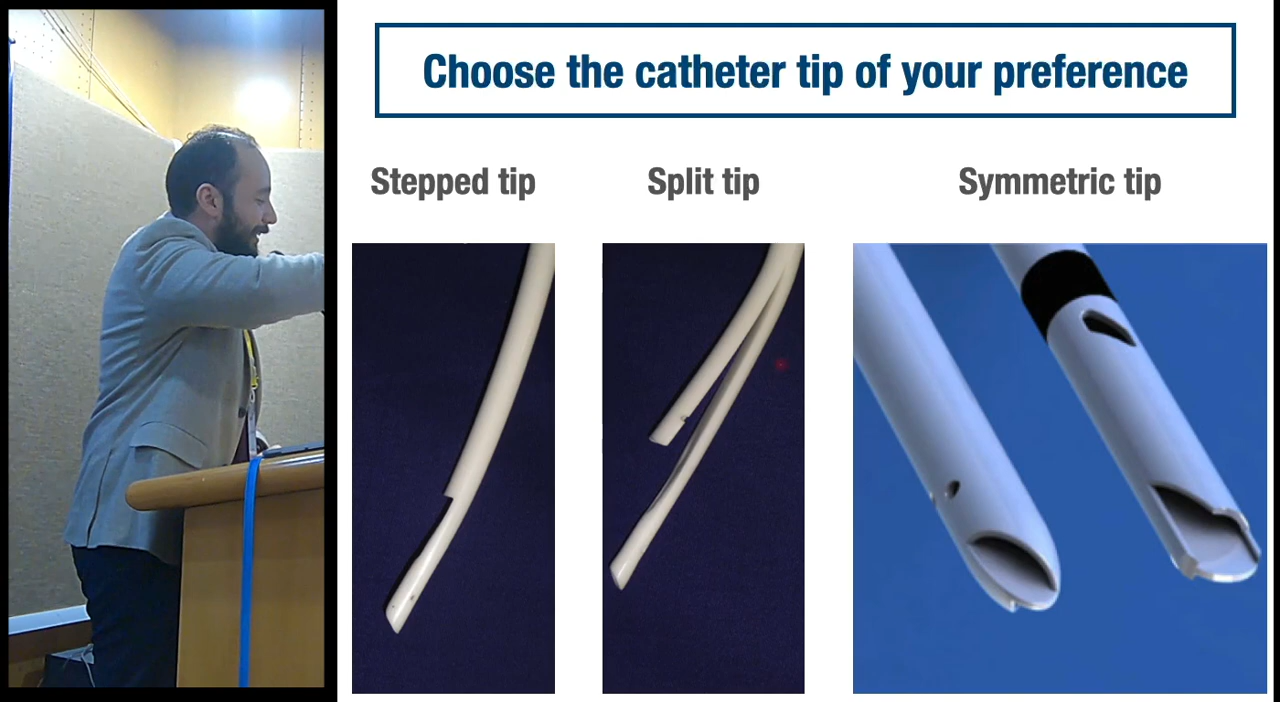 Choose the catheter tip of your preference
Stepped tip
Split tip
Symmetric tip